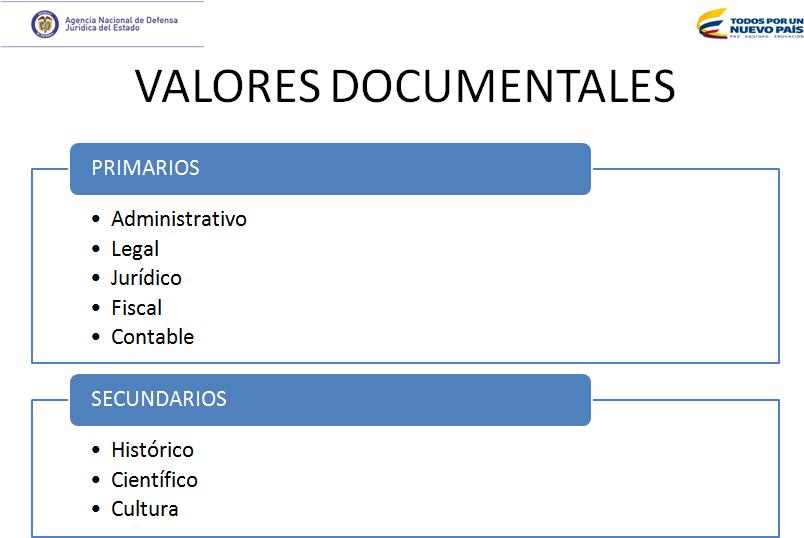 Agencia Nacional de Defensa
Jurídica del Estado
TODOS POR UN
NUEVO PAÍS
PAZ EQUIDAD EDUCACIÓN
VALORES DOCUMENTALES
PRIMARIOS
• Administrativo
• Legal
• Jurídico
• Fiscal
• Contable
SECUNDARIOS
• Histórico
• Científico
• Cultura